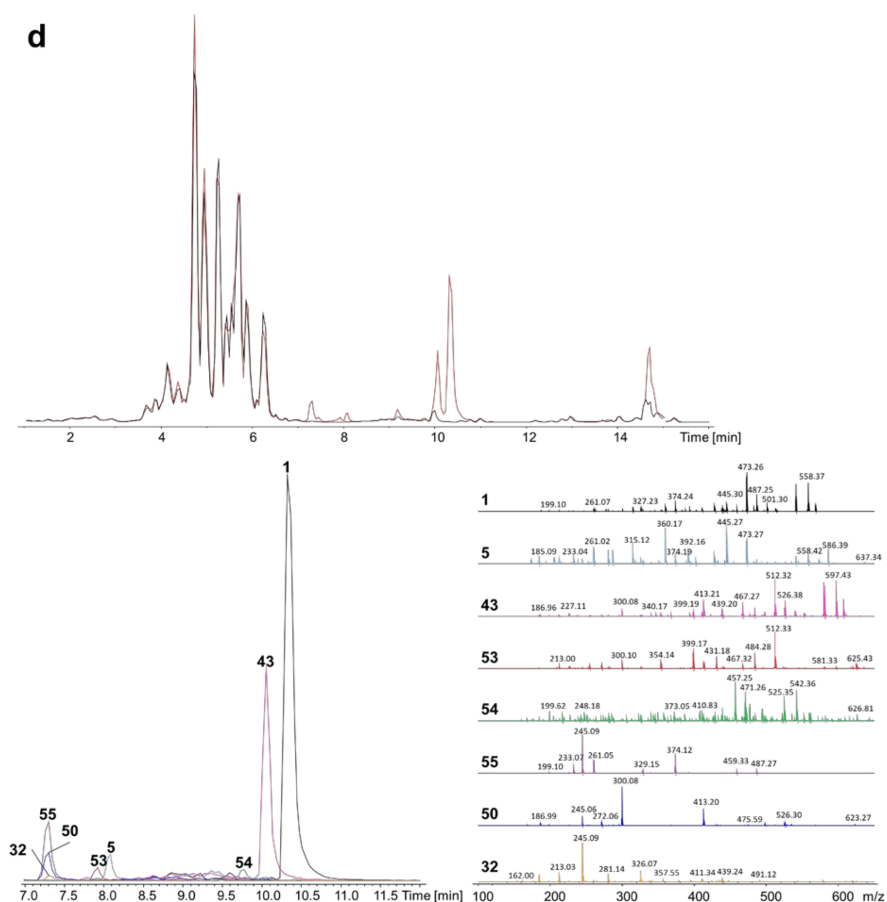 d
2 4 6 8 10 12 14 Time [min]
1
43
55
50
32
53
5
54
7.0 7.5 8.0 8.5 9.0 9.5 10.0 10.5 11.0 11.5 Time [min]
1 199.10 261.07 327.23 374.24 445.30 473.26 487.25 501.30 558.37
5 185.09 233.04 261.02 315.12 360.17 374.19 392.16 445.27 473.27 558.42 586.39 637.34
43 186.96 227.11 300.08 340.17 399.19 413.21 439.20 467.27 512.32 526.38 597.43
53 213.00 300.10 354.14 399.17 431.18 467.32 484.28 512.33 581.33 625.43
54 199.62 248.18 373.05 410.83 457.25 471.26 525.35 542.36 626.81
55 199.10 233.07 245.09 261.05 329.15 374.12 459.33 487.27
50 186.99 245.06 272.06 300.08 413.20 475.59 526.30 623.27
32 162.00 213.03 245.09 281.14 326.07 357.55 411.34 439.24 491.12
100 200 300 400 500 600 m/z